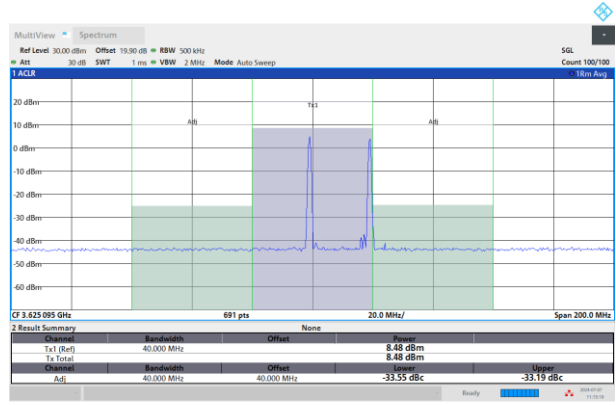 MultiView Spectrum
Ref Level 30.00 dBm Offset 19.90 dB RBW 500 kHz SGL
Att 30 dB SWT 1 ms VBW 2 MHz Mode Auto Sweep Count 100/100
1 ACLR 1Rm Avg
20 dBm
Tx1
10 dBm Adj Adj
0 dBm
-10 dBm
-20 dBm
-30 dBm
-40 dBm
-50 dBm
-60 dBm
CF 3.625 095 GHz 691 pts 20.0 MHz/ Span 200.0 MHz
2 Result Summary None
Channel Bandwidth Offset Power
Tx1 (Ref) 40.000 MHz 8.48 dBm
Tx Total 8.48 dBm
Channel Bandwidth Offset Lower Upper
Adj 40.000 MHz 40.000 MHz -33.55 dBc -33.19 dBc
Ready